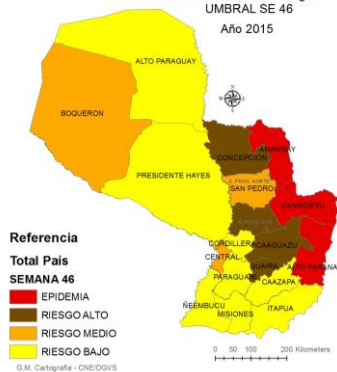 UMBRAL SE 46
Año 2015
ALTO PARAGUAY
BOQUERON
AMAMBAY
CONCEPCION
PRESIDENTE HAYES
SAN PEDRO
CANINDEYU
CORDILLERA
CAAGUAZU
CENTRAL
GUAIRA
ALTO PARANA
PARAGUARI
CAAZAPA
ÑEEMBUCU
MISIONES
ITAPUA
Referencia
Total País
SEMANA 46
EPIDEMIA
RIESGO ALTO
RIESGO MEDIO
RIESGO BAJO
0 50 100 200 Kilometers
G.M. Cartografia - CNE/DGVS